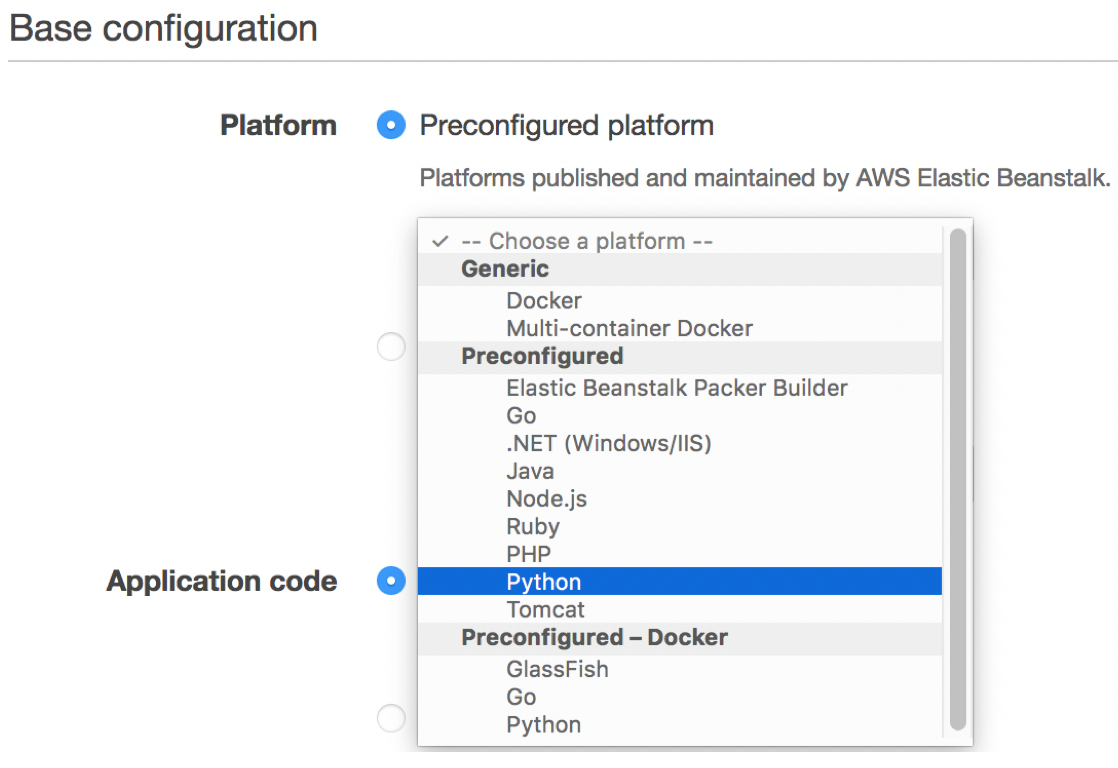 Base configuration
Platform
Preconfigured platform
Platforms published and maintained by AWS Elastic Beanstalk.
-- Choose a platform --
Generic
Docker
Multi-container Docker
Preconfigured
Elastic Beanstalk Packer Builder
Go
.NET (Windows/IIS)
Java
Node.js
Ruby
PHP
Application code
Python
Tomcat
Preconfigured – Docker
GlassFish
Go
Python